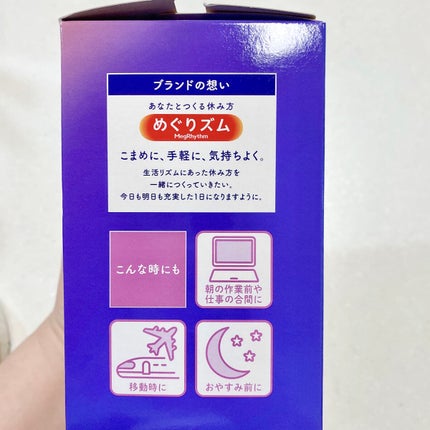 ブランドの想い
あなたとつくる休み方
めぐりズム
MegRhythm
こまめに、手軽に、気持ちよく。
生活リズムにあった休み方を
一緒につくっていきたい。
今日も明日も充実した1日になりますように。
こんな時にも
朝の作業前や
仕事の合間に
移動時に
おやすみ前に